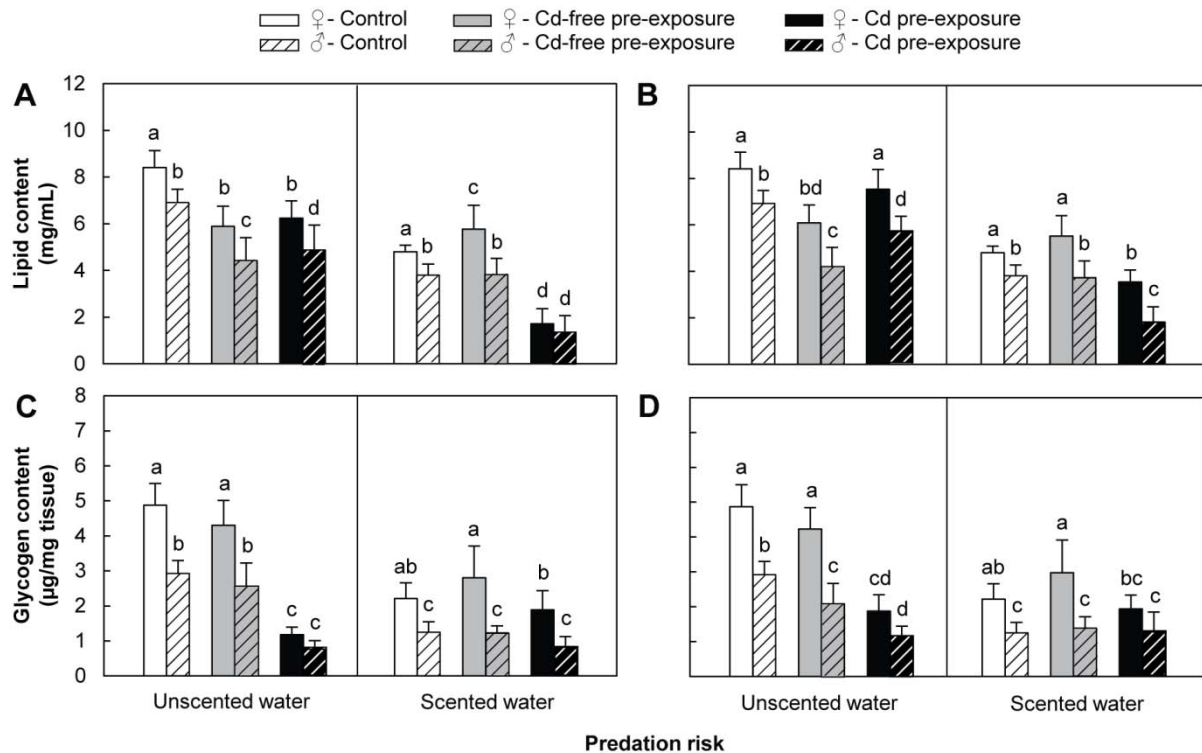 ♀ - Control ♀ - Cd-free pre-exposure ♀ - Cd pre-exposure
♂ - Control ♂ - Cd-free pre-exposure ♂ - Cd pre-exposure
A
12
10
8
6
4
2
0
Lipid content
(mg/mL)
a b b c b d
a b c b d d
B
a b bd c a d
a b a b b c
C
8
7
6
5
4
3
2
1
0
Glycogen content
(µg/mg tissue)
a b a b c c
ab c a c b c
D
a b a c cd d
ab c a c bc c
Unscented water Scented water Unscented water Scented water
Predation risk